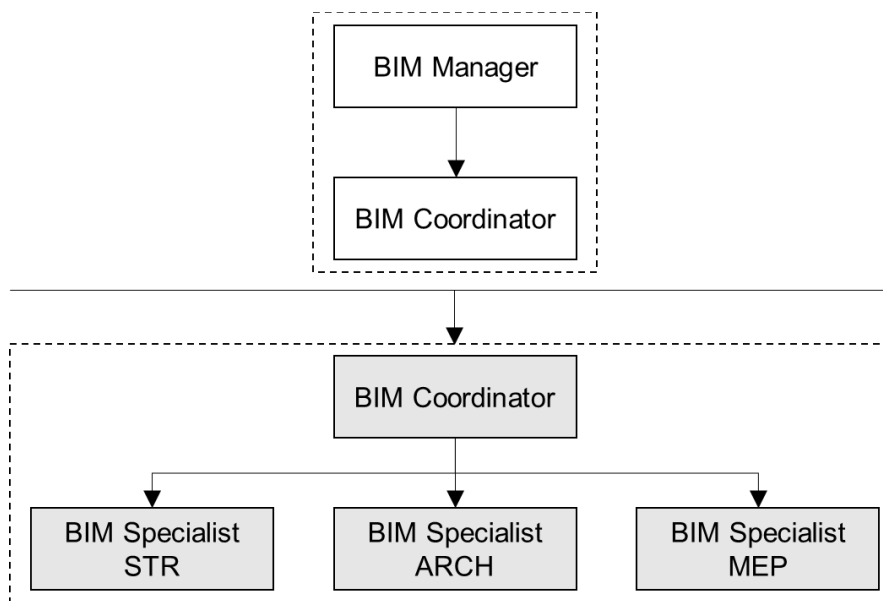 BIM Manager
BIM Coordinator
BIM Coordinator
BIM Specialist
STR
BIM Specialist
ARCH
BIM Specialist
MEP